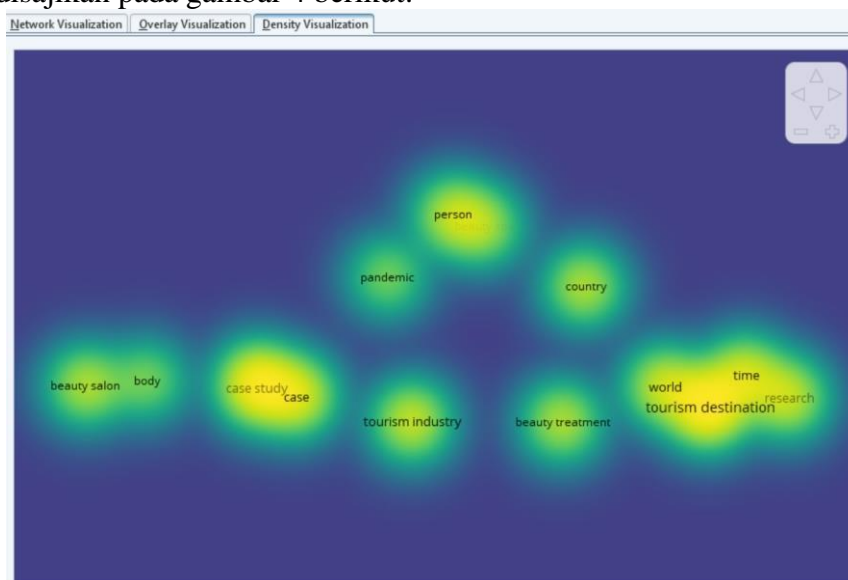 disajikan pada gambar 4 berikut.
Network Visualization Overlay Visualization Density Visualization
person
pandemic
country
beauty salon
body
case study
case
tourism industry
beauty treatment
world
time
tourism destination
research